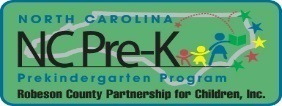 NORTH CAROLINA
NC Pre-K
Prekindergarten Program
Robeson County Partnership for Children, Inc.